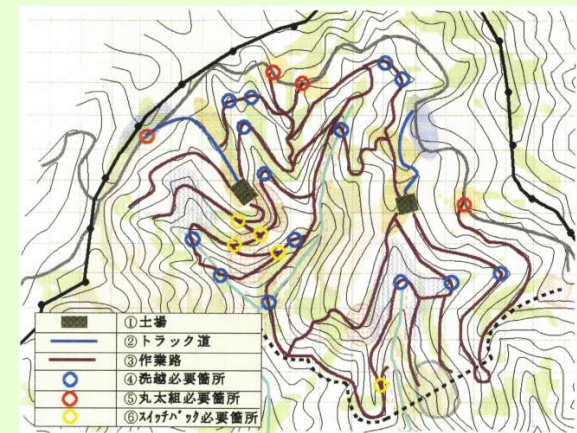 ①土場
②トラック道
③作業路
④洗越必要箇所
⑤丸太組必要箇所
⑥スイッチバック必要箇所